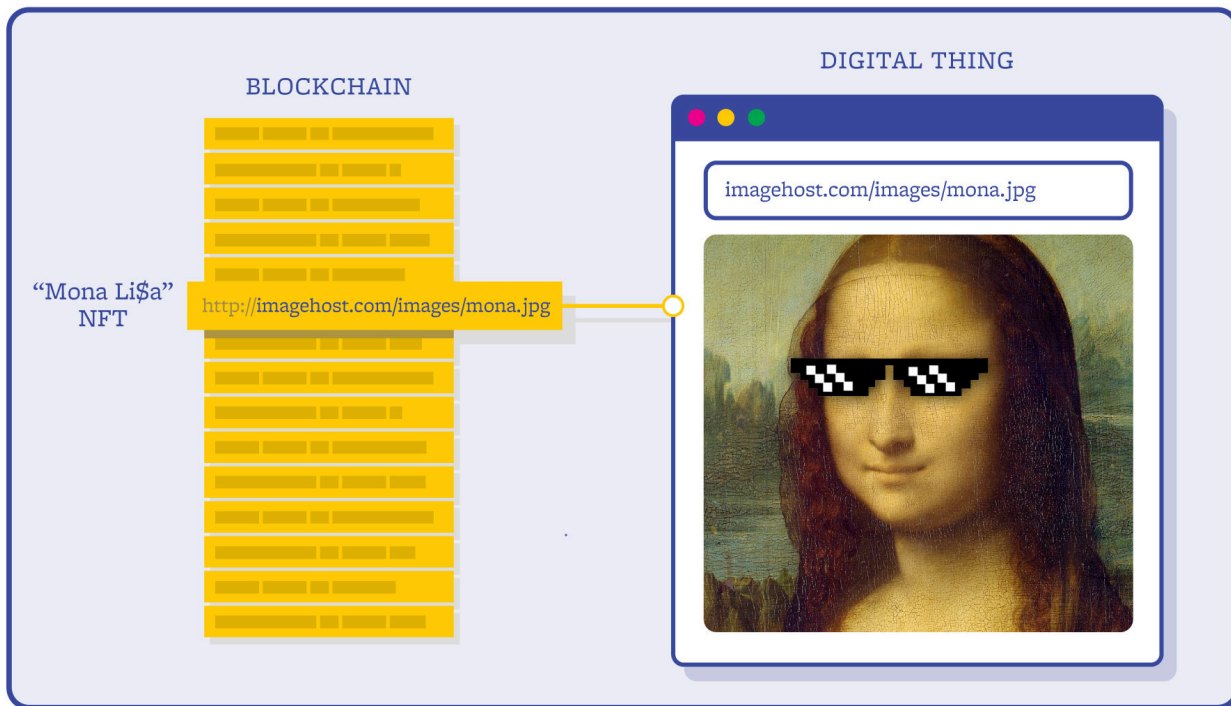 BLOCKCHAIN
“Mona Li$a”
NFT
http://imagehost.com/images/mona.jpg
DIGITAL THING
imagehost.com/images/mona.jpg